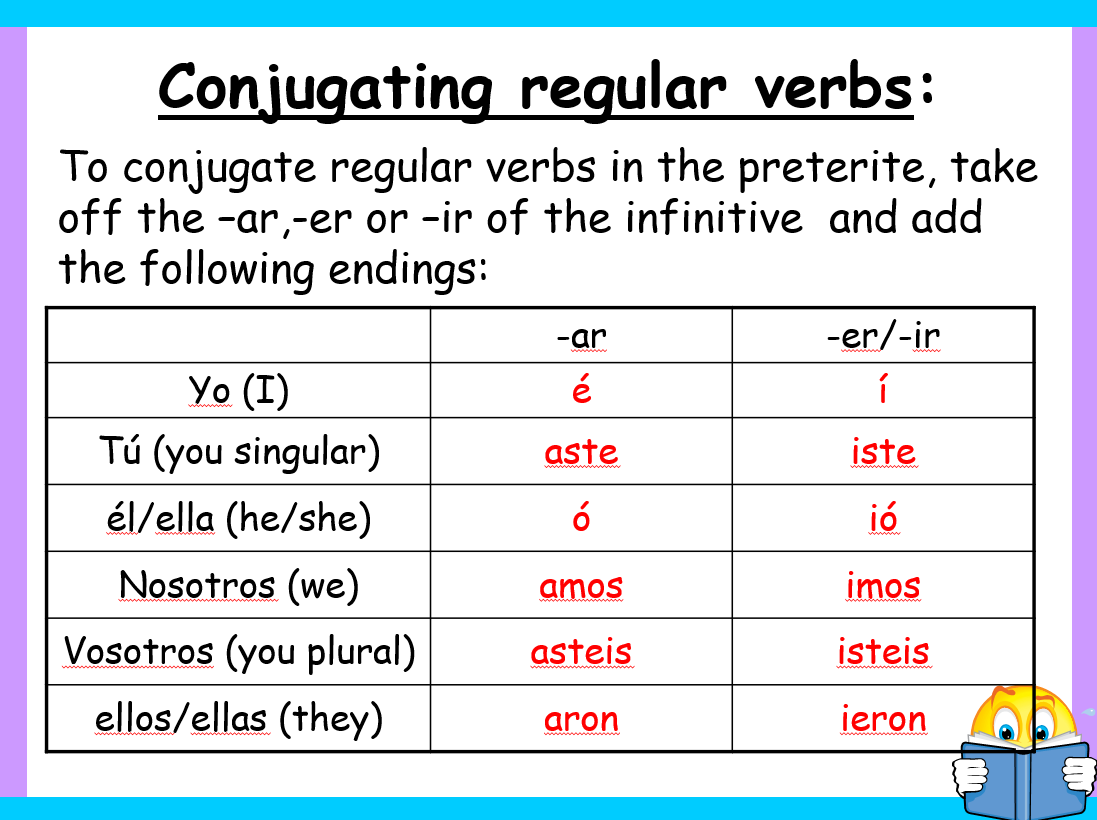 Conjugating regular verbs:
To conjugate regular verbs in the preterite, take
off the –ar,-er or –ir of the infinitive  and add
the following endings:
-ar -er/-ir
Yo (I) é í
Tú (you singular) aste iste
él/ella (he/she) ó ió
Nosotros (we) amos imos
Vosotros (you plural) asteis isteis
ellos/ellas (they) aron ieron